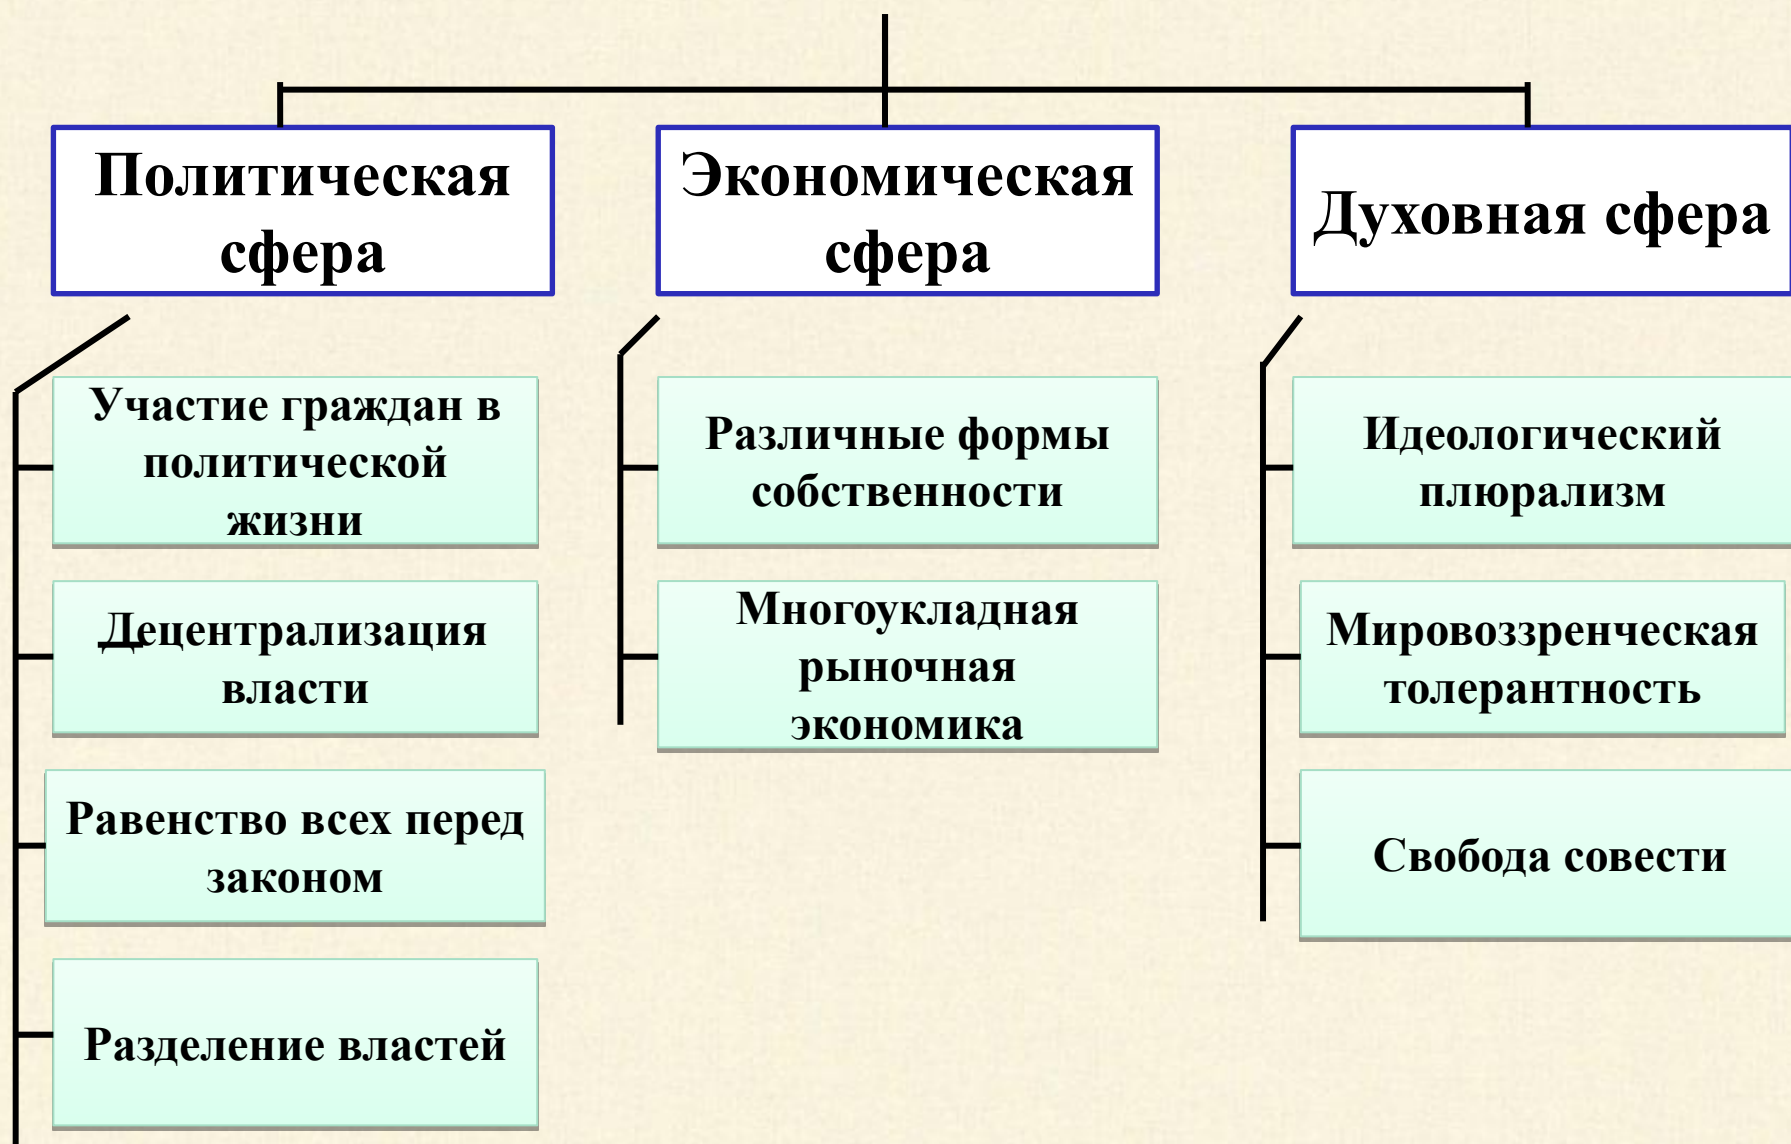 Политическая
сфера
Экономическая
сфера
Духовная сфера
Участие граждан в
политической
жизни
Децентрализация
власти
Равенство всех перед
законом
Разделение властей
Различные формы
собственности
Многоукладная
рыночная
экономика
Идеологический
плюрализм
Мировоззренческая
толерантность
Свобода совести